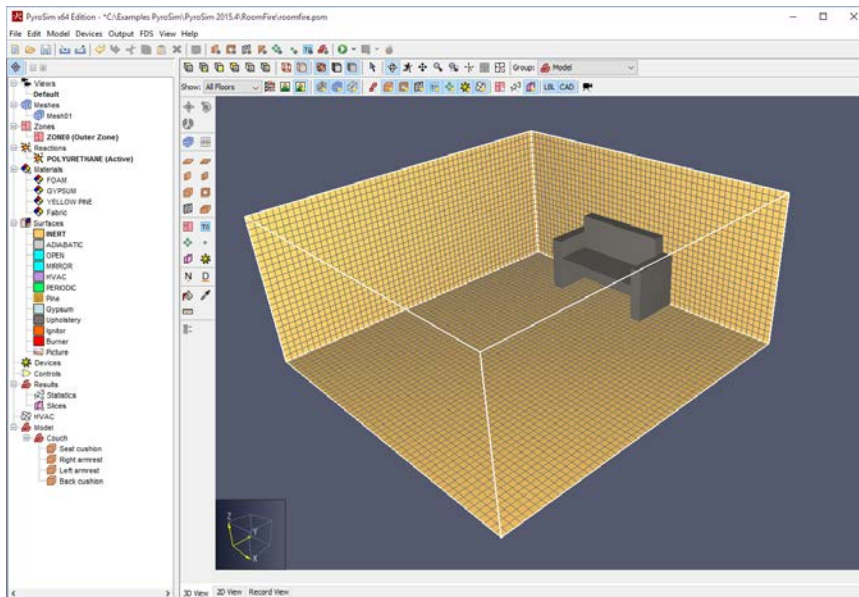 PyroSim x64 Edition - *C:\Examples PyroSim\PyroSim 2015.4\RoomFire\roomfire.psm
File Edit Model Devices Output FDS View Help
Group: Model
Show: All Floors
LBL CAD
Views
Default
Meshes
Mesh01
Zones
ZONE0 (Outer Zone)
Reactions
POLYURETHANE (Active)
Materials
FOAM
GYPSUM
YELLOW PINE
Fabric
Surfaces
INERT
ADIABATIC
OPEN
MIRROR
HVAC
PERIODIC
Pine
Gypsum
Upholstery
Ignitor
Burner
Picture
Devices
Controls
Results
Statistics
Slices
HVAC
Model
Couch
Seat cushion
Right armrest
Left armrest
Back cushion
N D
Z
Y
X
3D View 2D View Record View